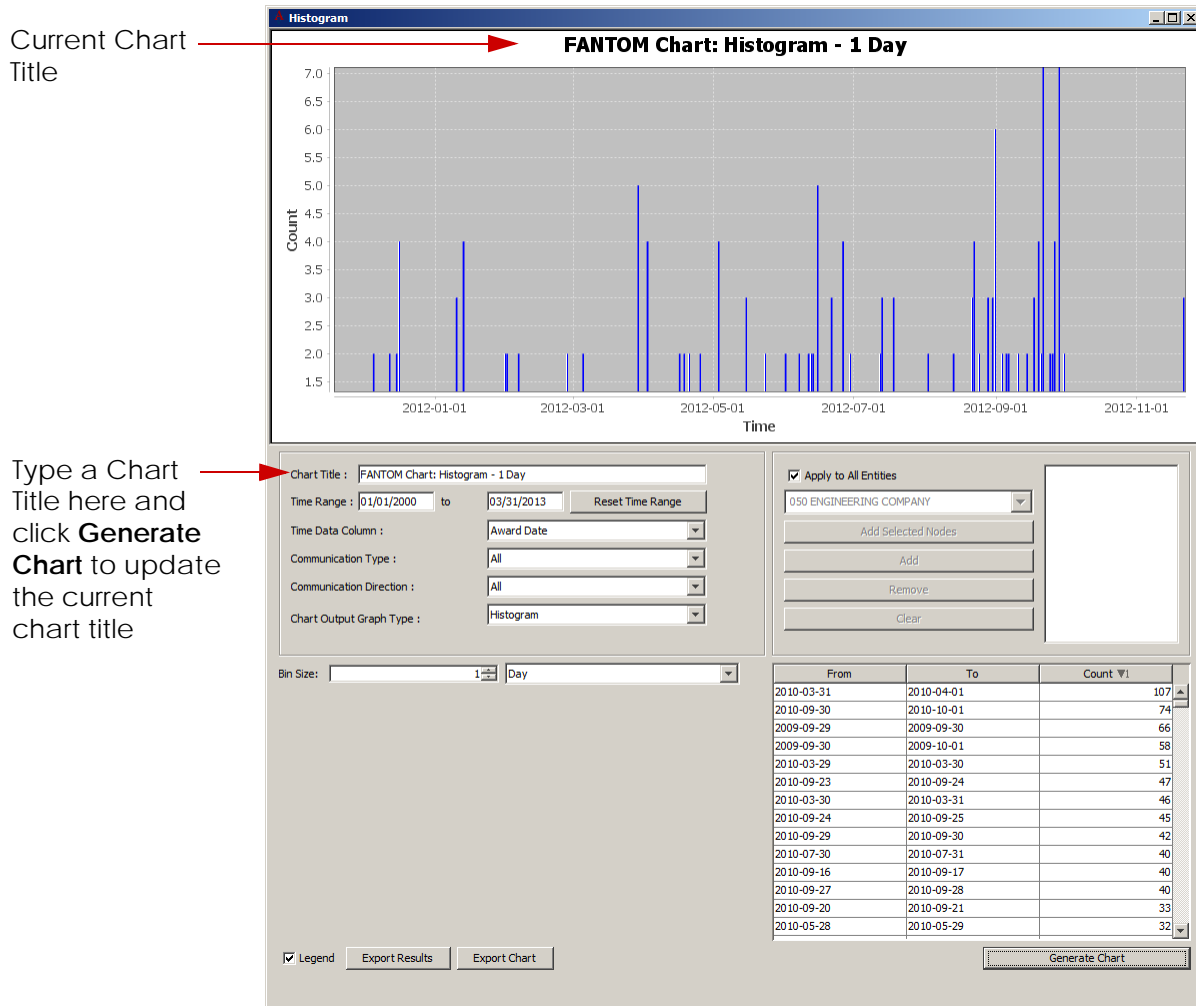 Current Chart
Title
Histogram
FANTOM Chart: Histogram - 1 Day
7.0
6.5
6.0
5.5
5.0
4.5
4.0
3.5
3.0
2.5
2.0
1.5
Count
2012-01-01 2012-03-01 2012-05-01 2012-07-01 2012-09-01 2012-11-01
Time
Type a Chart
Title here and
click Generate
Chart to update
the current
chart title
Chart Title : FANTOM Chart: Histogram - 1 Day
Time Range : 01/01/2000 to 03/31/2013 Reset Time Range
Time Data Column : Award Date
Communication Type : All
Communication Direction : All
Chart Output Graph Type : Histogram
Apply to All Entities
050 ENGINEERING COMPANY
Add Selected Nodes
Add
Remove
Clear
Bin Size: 1 Day
From To Count ▼1
2010-03-31 2010-04-01 107
2010-09-30 2010-10-01 74
2009-09-29 2009-09-30 66
2009-09-30 2009-10-01 58
2010-03-29 2010-03-30 51
2010-09-23 2010-09-24 47
2010-03-30 2010-03-31 46
2010-09-24 2010-09-25 45
2010-09-29 2010-09-30 42
2010-07-30 2010-07-31 40
2010-09-16 2010-09-17 40
2010-09-27 2010-09-28 40
2010-09-20 2010-09-21 33
2010-05-28 2010-05-29 32
Legend Export Results Export Chart Generate Chart